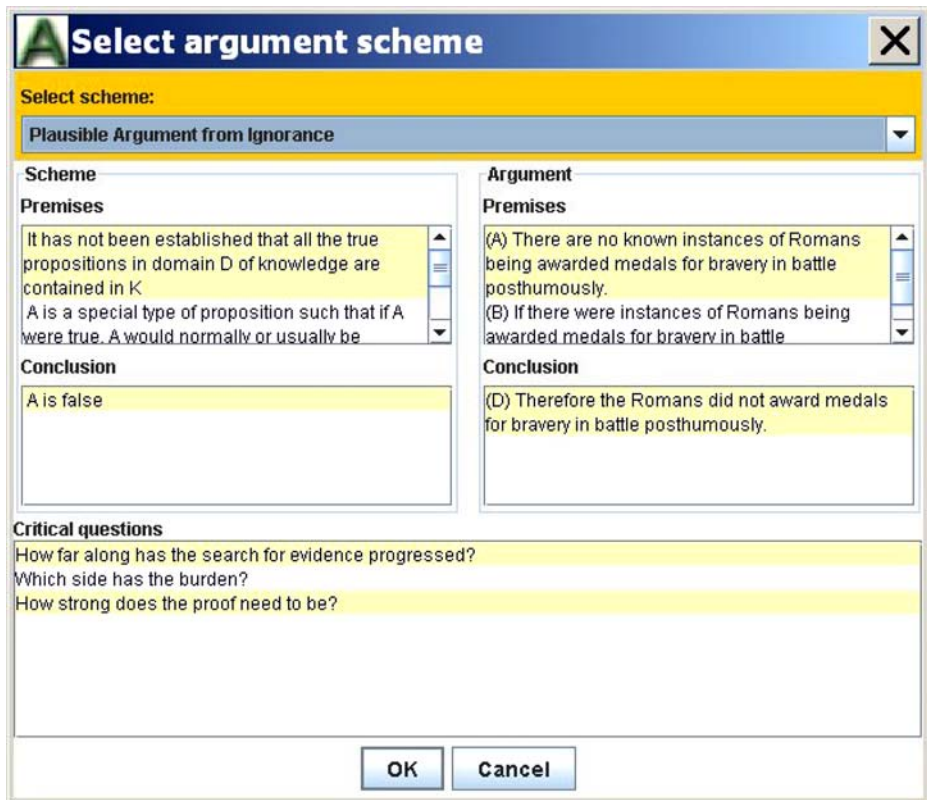 A Select argument scheme
Select scheme:
Plausible Argument from Ignorance
Scheme
Premises
It has not been established that all the true
propositions in domain D of knowledge are
contained in K
A is a special type of proposition such that if A
were true, A would normally or usually be
Conclusion
A is false
Argument
Premises
(A) There are no known instances of Romans
being awarded medals for bravery in battle
posthumously.
(B) If there were instances of Romans being
awarded medals for bravery in battle
Conclusion
(D) Therefore the Romans did not award medals
for bravery in battle posthumously.
Critical questions
How far along has the search for evidence progressed?
Which side has the burden?
How strong does the proof need to be?
OK
Cancel